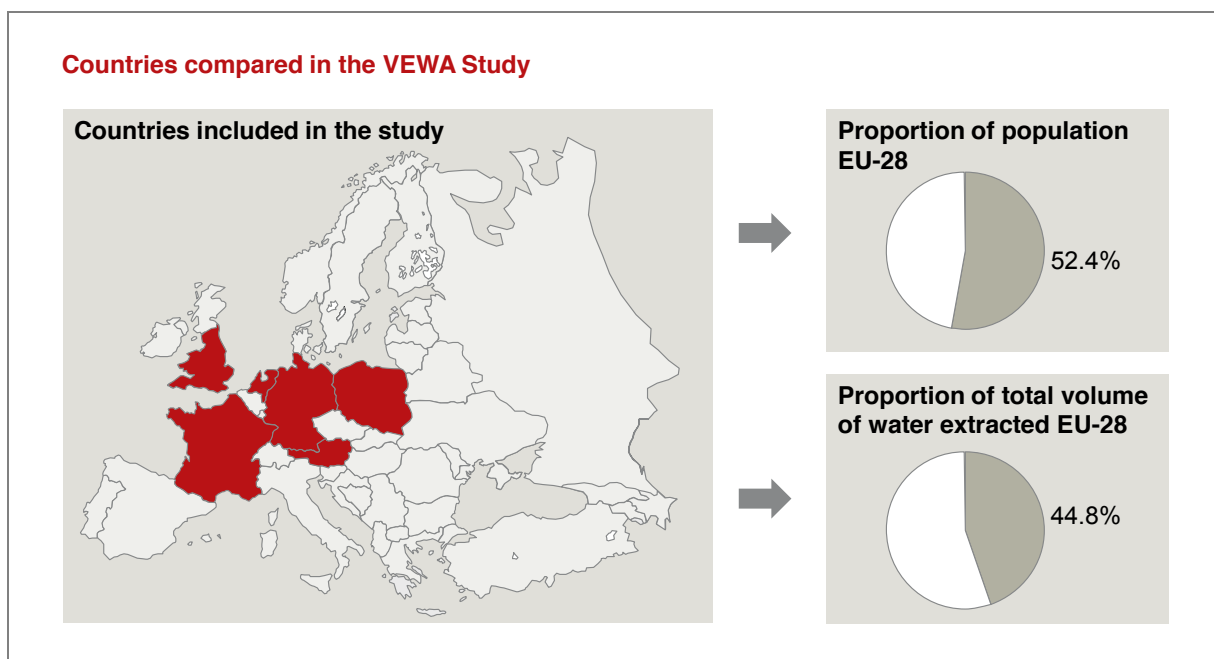 Countries compared in the VEWA Study
Countries included in the study
Proportion of population
EU-28
52.4%
Proportion of total volume
of water extracted EU-28
44.8%